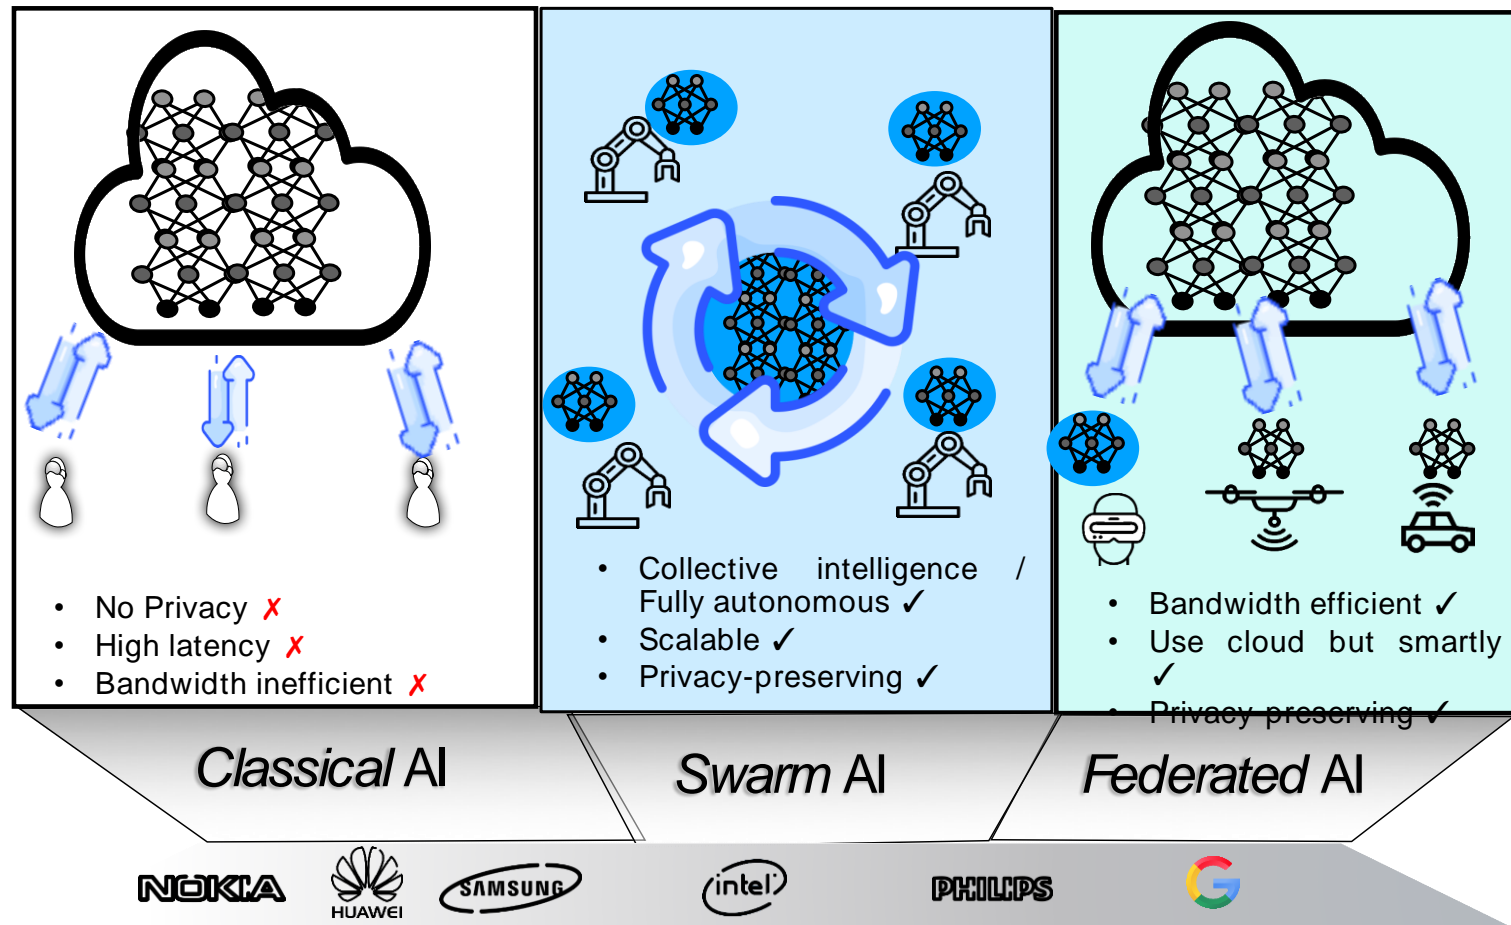 • No Privacy ✗
• High latency ✗
• Bandwidth inefficient ✗
• Collective intelligence /
Fully autonomous ✓
• Scalable ✓
• Privacy-preserving ✓
• Bandwidth efficient ✓
• Use cloud but smartly
✓
• Privacy preserving ✓
Classical AI
Swarm AI
Federated AI
NOKIA
HUAWEI
SAMSUNG
intel
PHILIPS
G